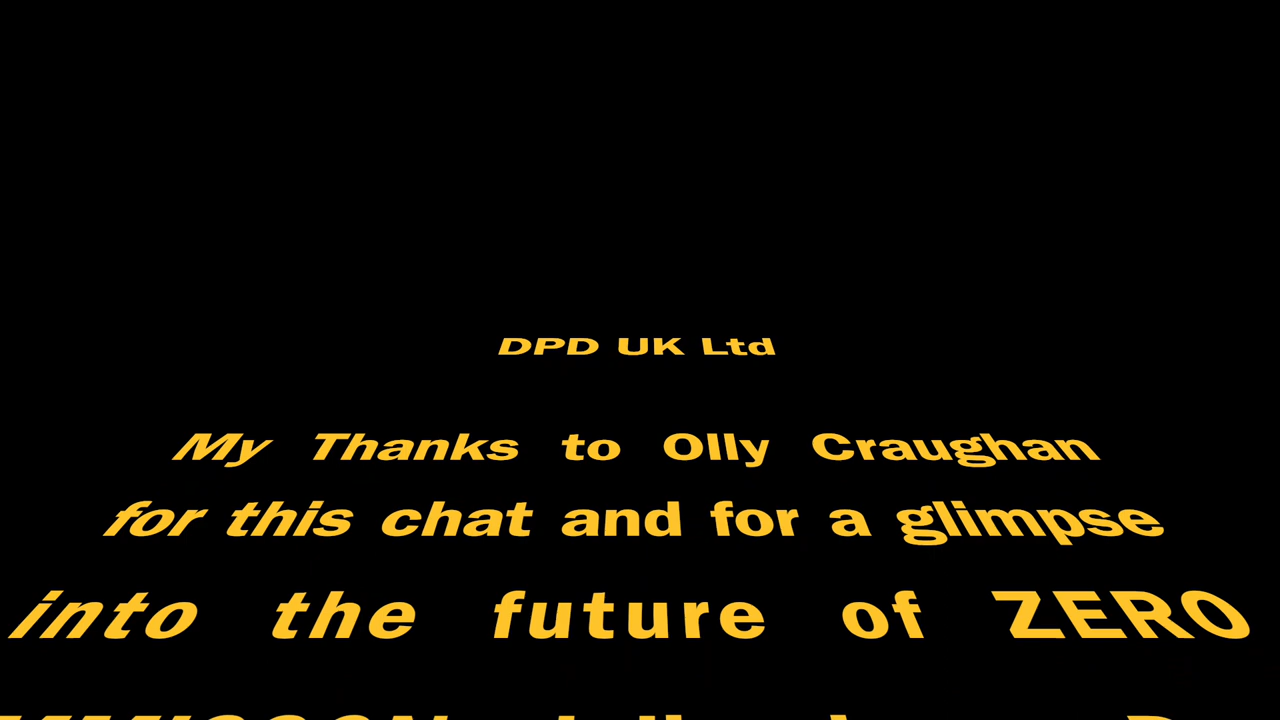 DPD UK Ltd
My Thanks to Olly Craughan
for this chat and for a glimpse
into the future of ZERO